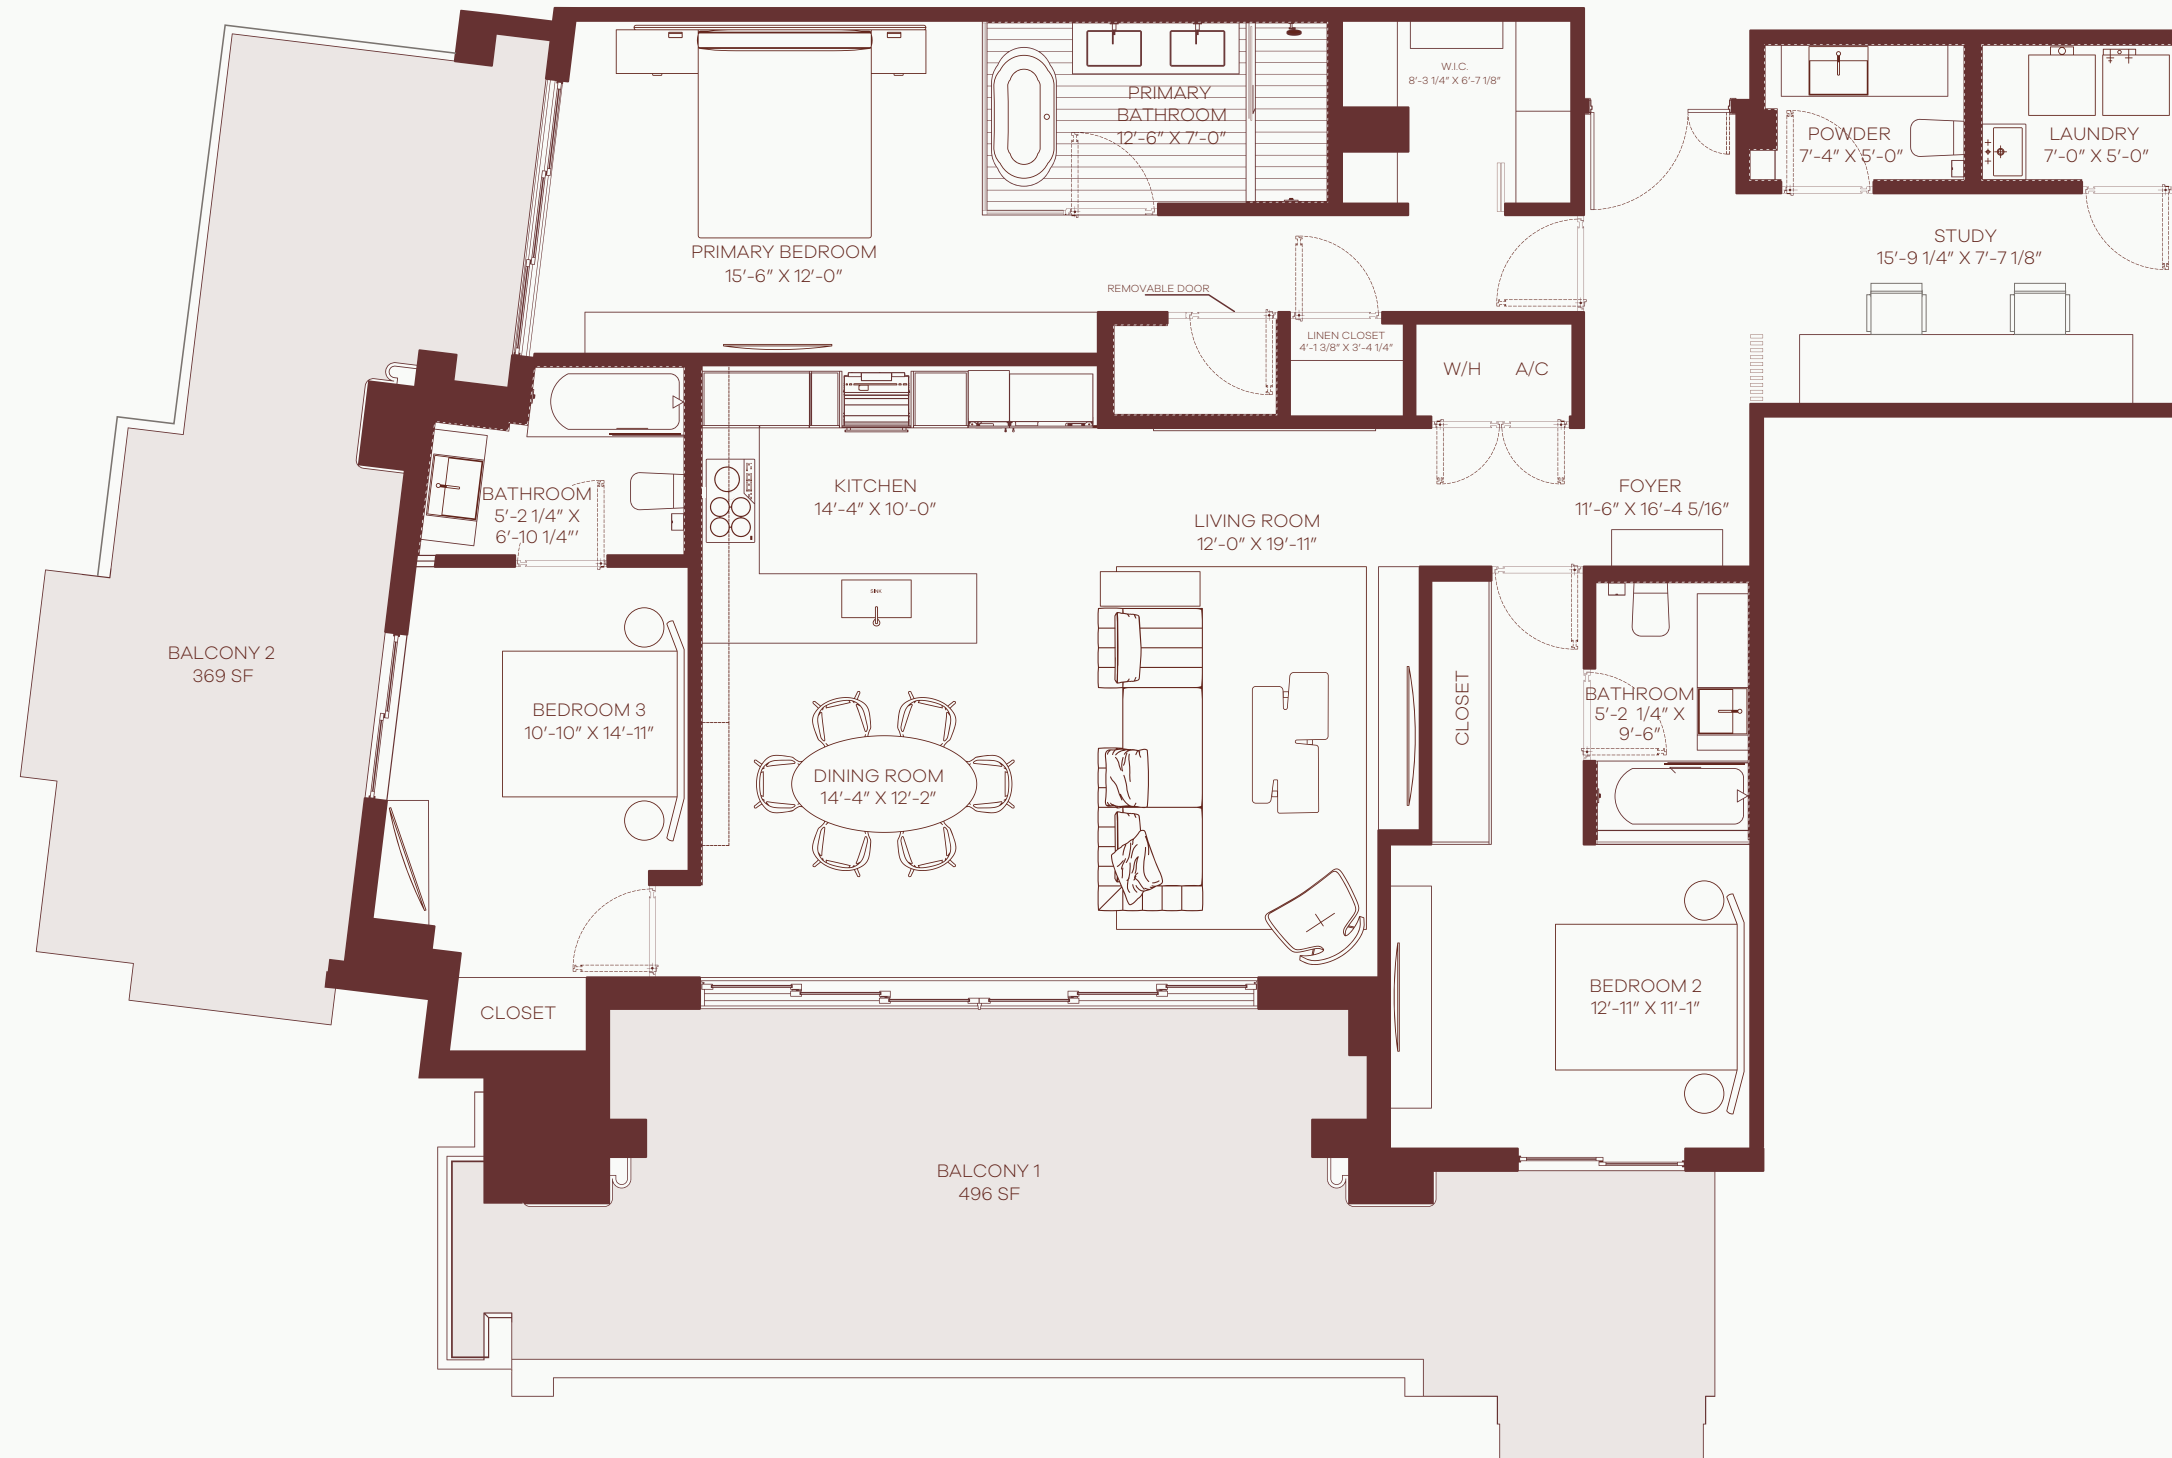 W.I.C.
8'-3 1/4" X 6'-7 1/8"
PRIMARY
BATHROOM
12'-6" X 7'-0"
POWDER
7'-4" X 5'-0"
LAUNDRY
7'-0" X 5'-0"
STUDY
15'-9 1/4" X 7'-7 1/8"
PRIMARY BEDROOM
15'-6" X 12'-0"
REMOVABLE DOOR
LINEN CLOSET
4'-1 3/8" X 3'-4 1/4"
W/H
A/C
BATHROOM
5'-2 1/4" X
6'-10 1/4"'
KITCHEN
14'-4" X 10'-0"
LIVING ROOM
12'-0" X 19'-11"
FOYER
11'-6" X 16'-4 5/16"
SINK
BALCONY 2
369 SF
BEDROOM 3
10'-10" X 14'-11"
CLOSET
BATHROOM
5'-2 1/4" X
9'-6"
DINING ROOM
14'-4" X 12'-2"
BEDROOM 2
12'-11" X 11'-1"
CLOSET
BALCONY 1
496 SF